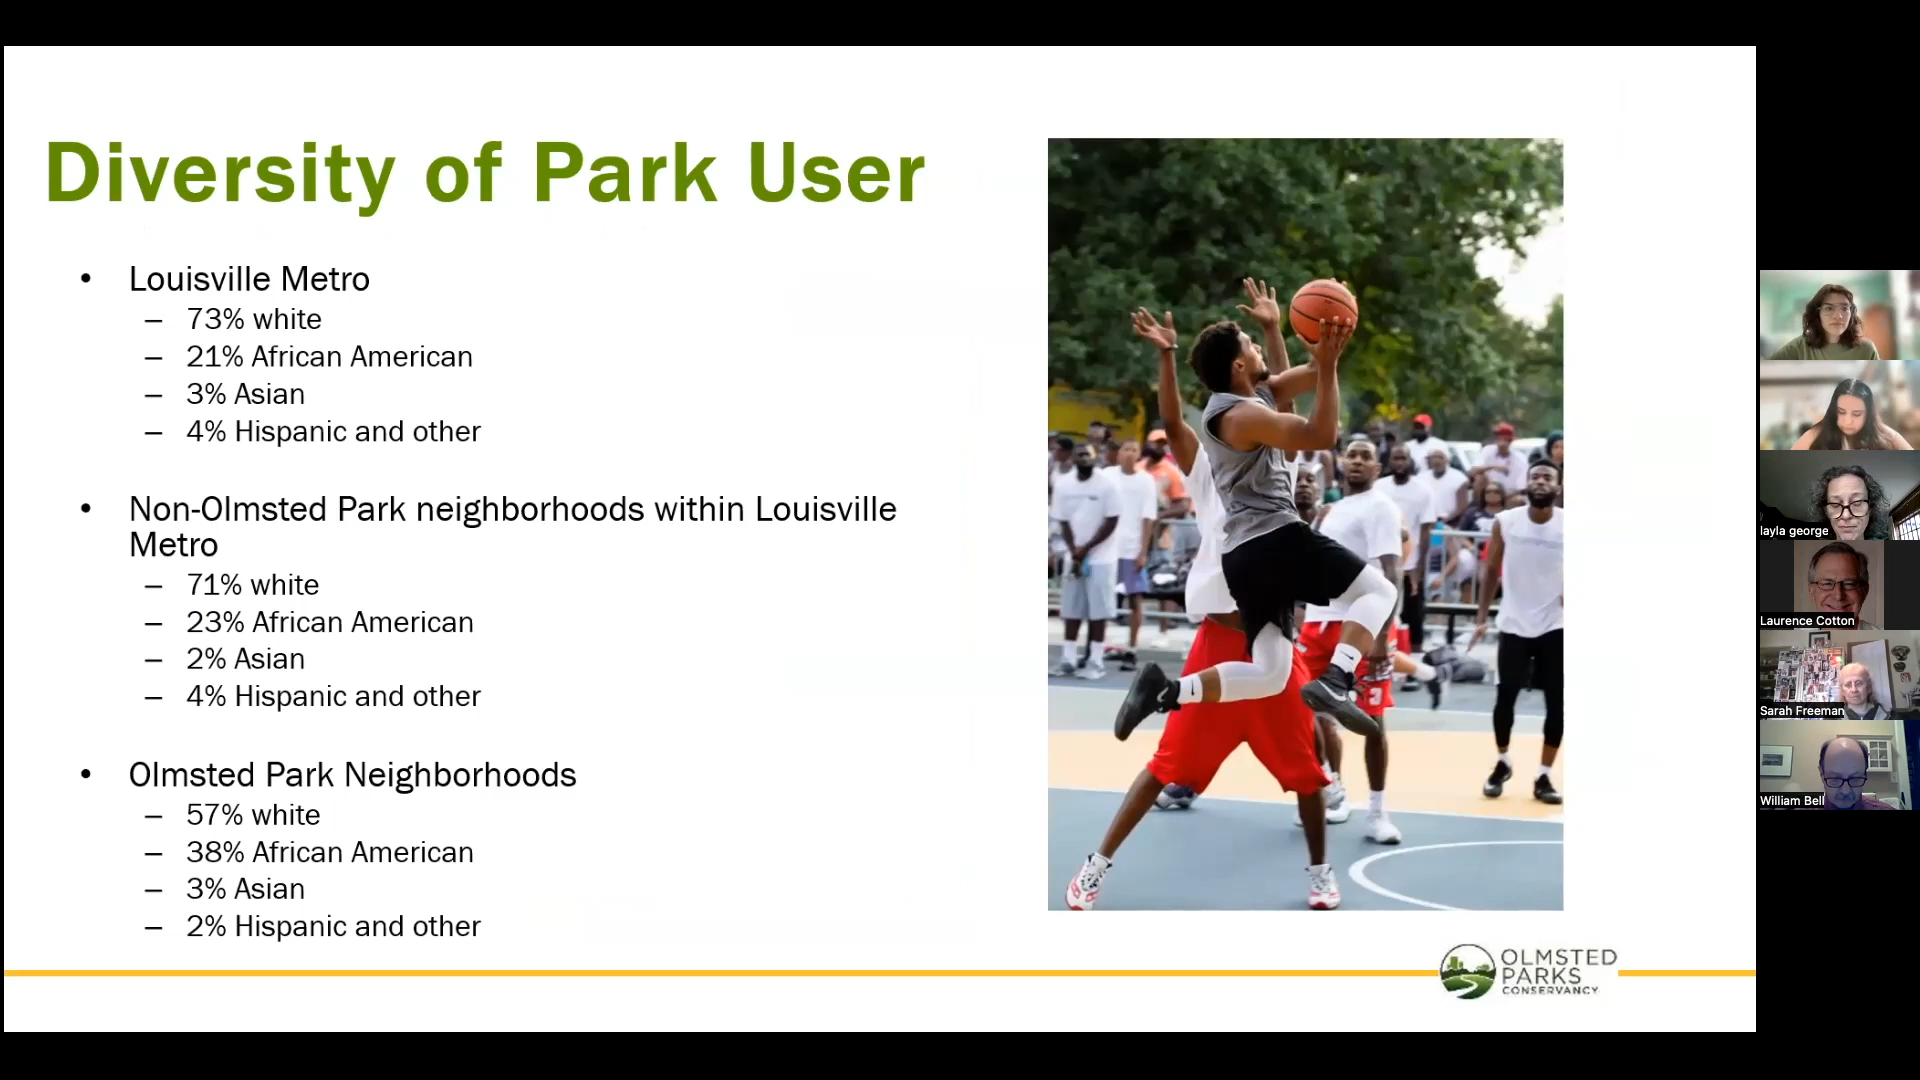 Diversity of Park User
• Louisville Metro
– 73% white
– 21% African American
– 3% Asian
– 4% Hispanic and other
• Non-Olmsted Park neighborhoods within Louisville
Metro
– 71% white
– 23% African American
– 2% Asian
– 4% Hispanic and other
• Olmsted Park Neighborhoods
– 57% white
– 38% African American
– 3% Asian
– 2% Hispanic and other
OLMSTED
PARKS
CONSERVANCY
layla george
Laurence Cotton
Sarah Freeman
William Bell